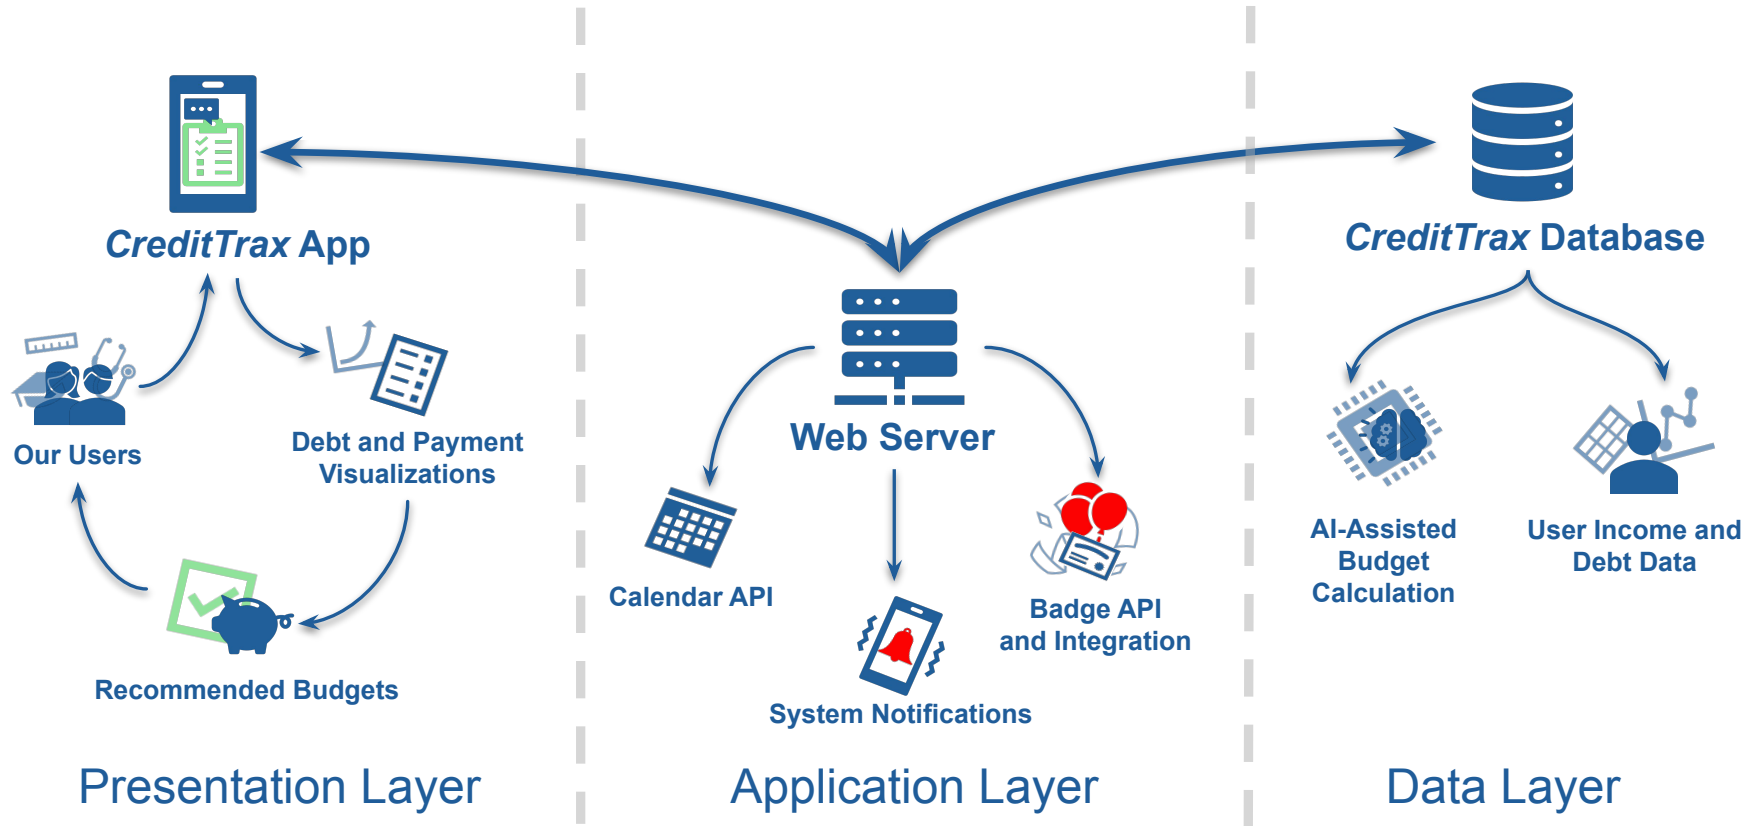 CreditTrax App
Our Users
Debt and Payment
Visualizations
Recommended Budgets
Presentation Layer
Web Server
Calendar API
System Notifications
Badge API
and Integration
Application Layer
CreditTrax Database
AI-Assisted
Budget
Calculation
User Income and
Debt Data
Data Layer